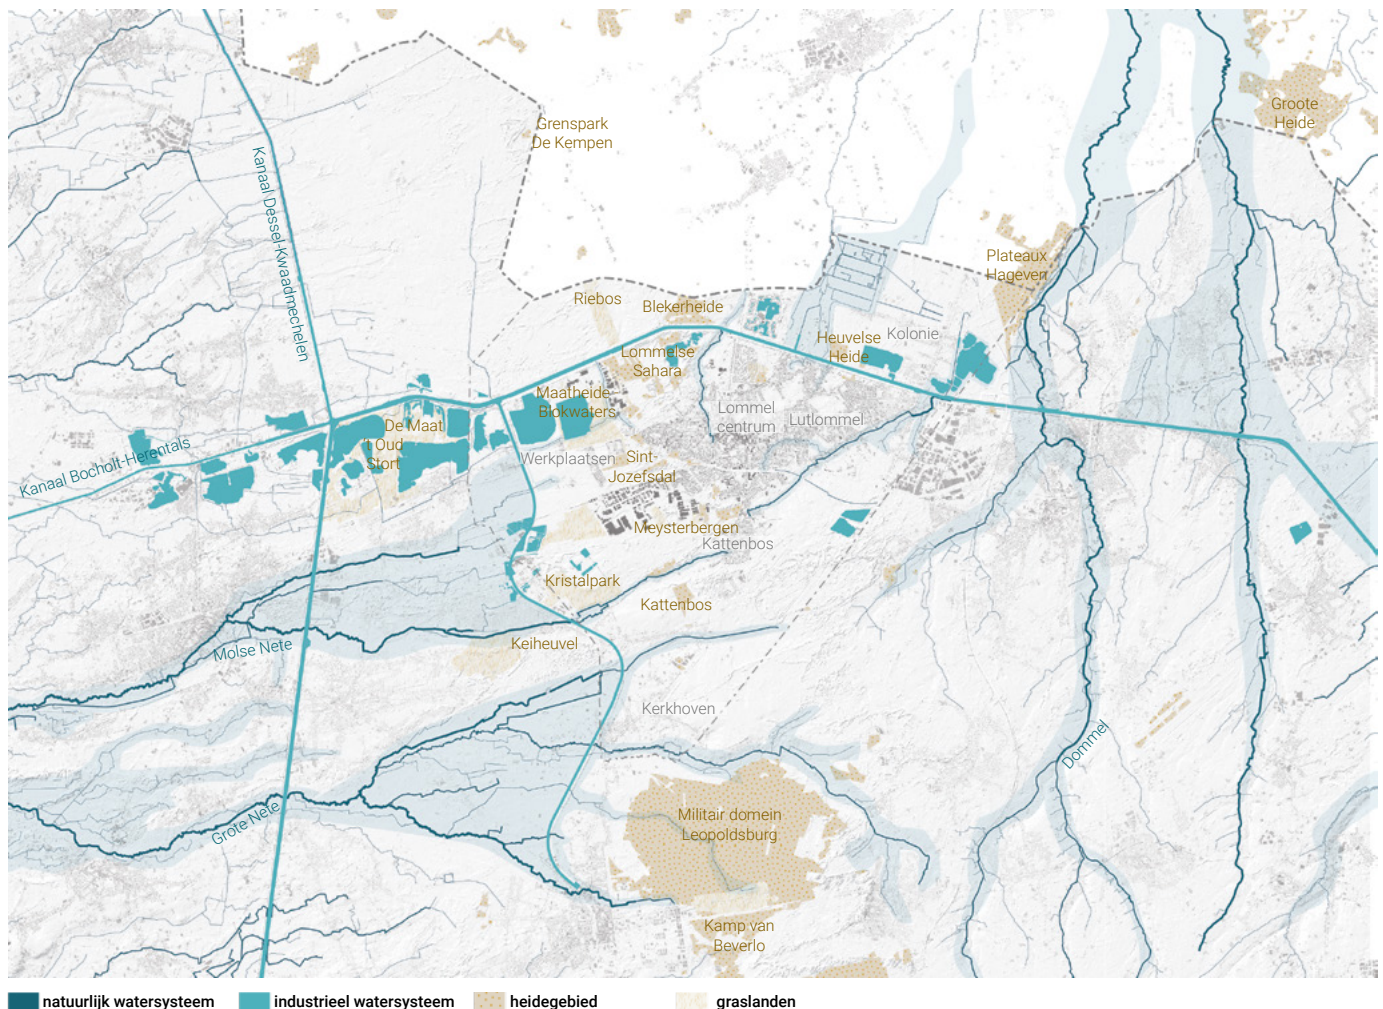 Groote
Heide
Grenspark
De Kempen
Kanaal Dessel-Kwaadmechelen
Plateaux
Hageven
Riebos
Blekerheide
Heuvelse
Heide
Kolonie
Lommelse
Sahara
Maatheide
Blokwaters
Lommel
centrum
Lutlommel
De Maat
't Oud
Stort
Kanaal Bocholt-Herentals
Werkplaatsen
Sint-
Jozefsdal
Meysterbergen
Kattenbos
Kristalpark
Kattenbos
Keiheuvel
Molse Nete
Kerkhoven
Dommel
Grote Nete
Militair domein
Leopoldsburg
Kamp van
Beverlo
natuurlijk watersysteem
industrieel watersysteem
heidegebied
graslanden